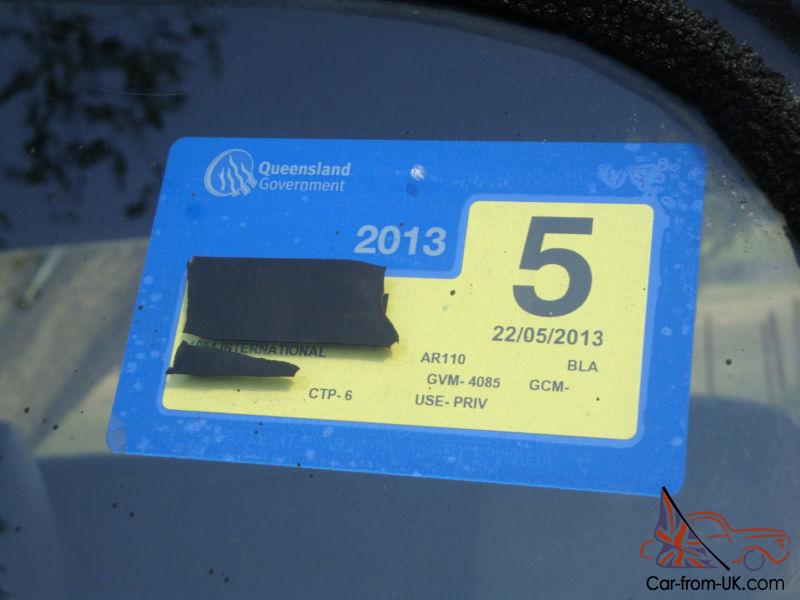 Queensland
Government
2013
5
22/05/2013
INTERNATIONAL
AR110
BLA
GVM- 4085
GCM-
CTP- 6
USE- PRIV
Car-from-UK.com